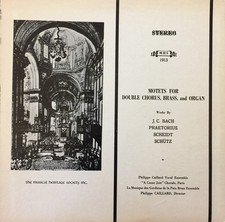 STEREO
MHS
MOTETS FOR
DOUBLE CHORUS, BRASS, and ORGAN
Works By
J. C. BACH
PRAETORIUS
SCHEIDT
SCHÜTZ
THE MUSICAL HERITAGE SOCIETY INC.
Philippe Caillard Vocal Ensemble
"A Coeur Joie" Chorale, Paris
La Musique des Gardiens de la Paix Brass Ensemble
Philippe CAILLARD, Director